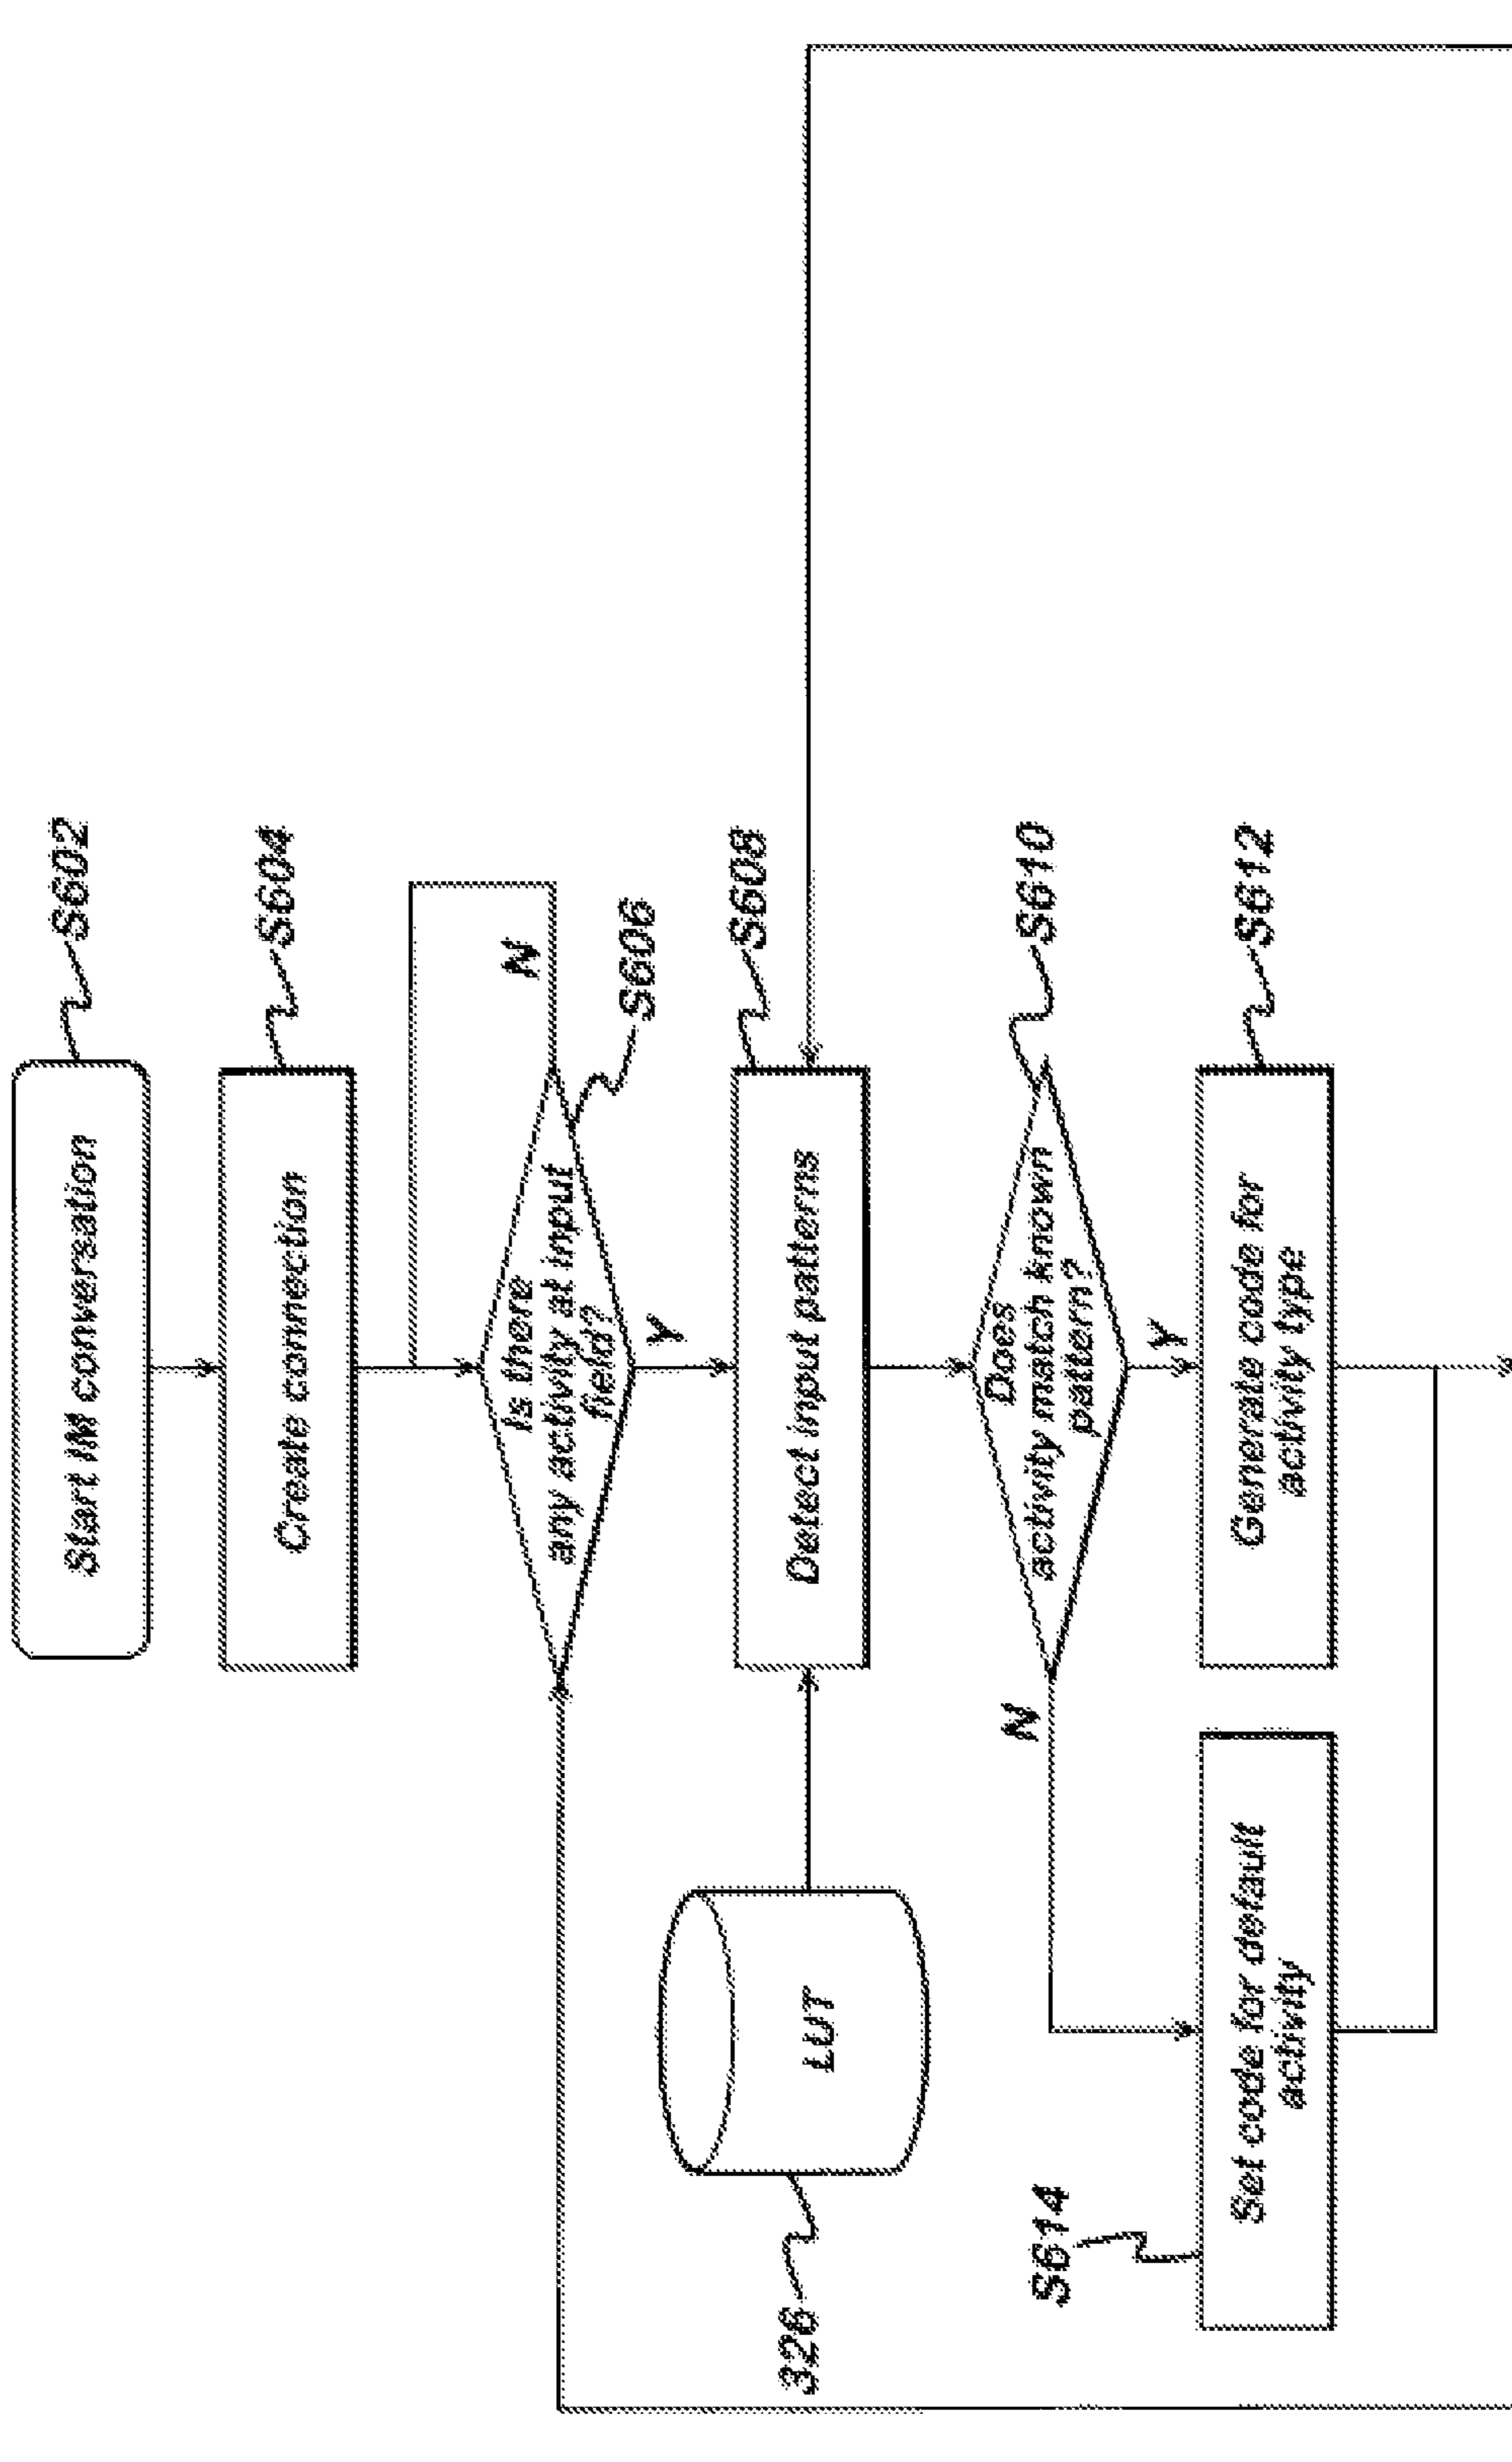 Start IM conversation
S602
Create connection
S604
Is there
any activity at input
field?
N
S606
Y
Detect input patterns
S608
LUT
326
Does
activity match known
pattern?
S610
N
Y
Generate code for
activity type
S612
Set code for default
activity
S614